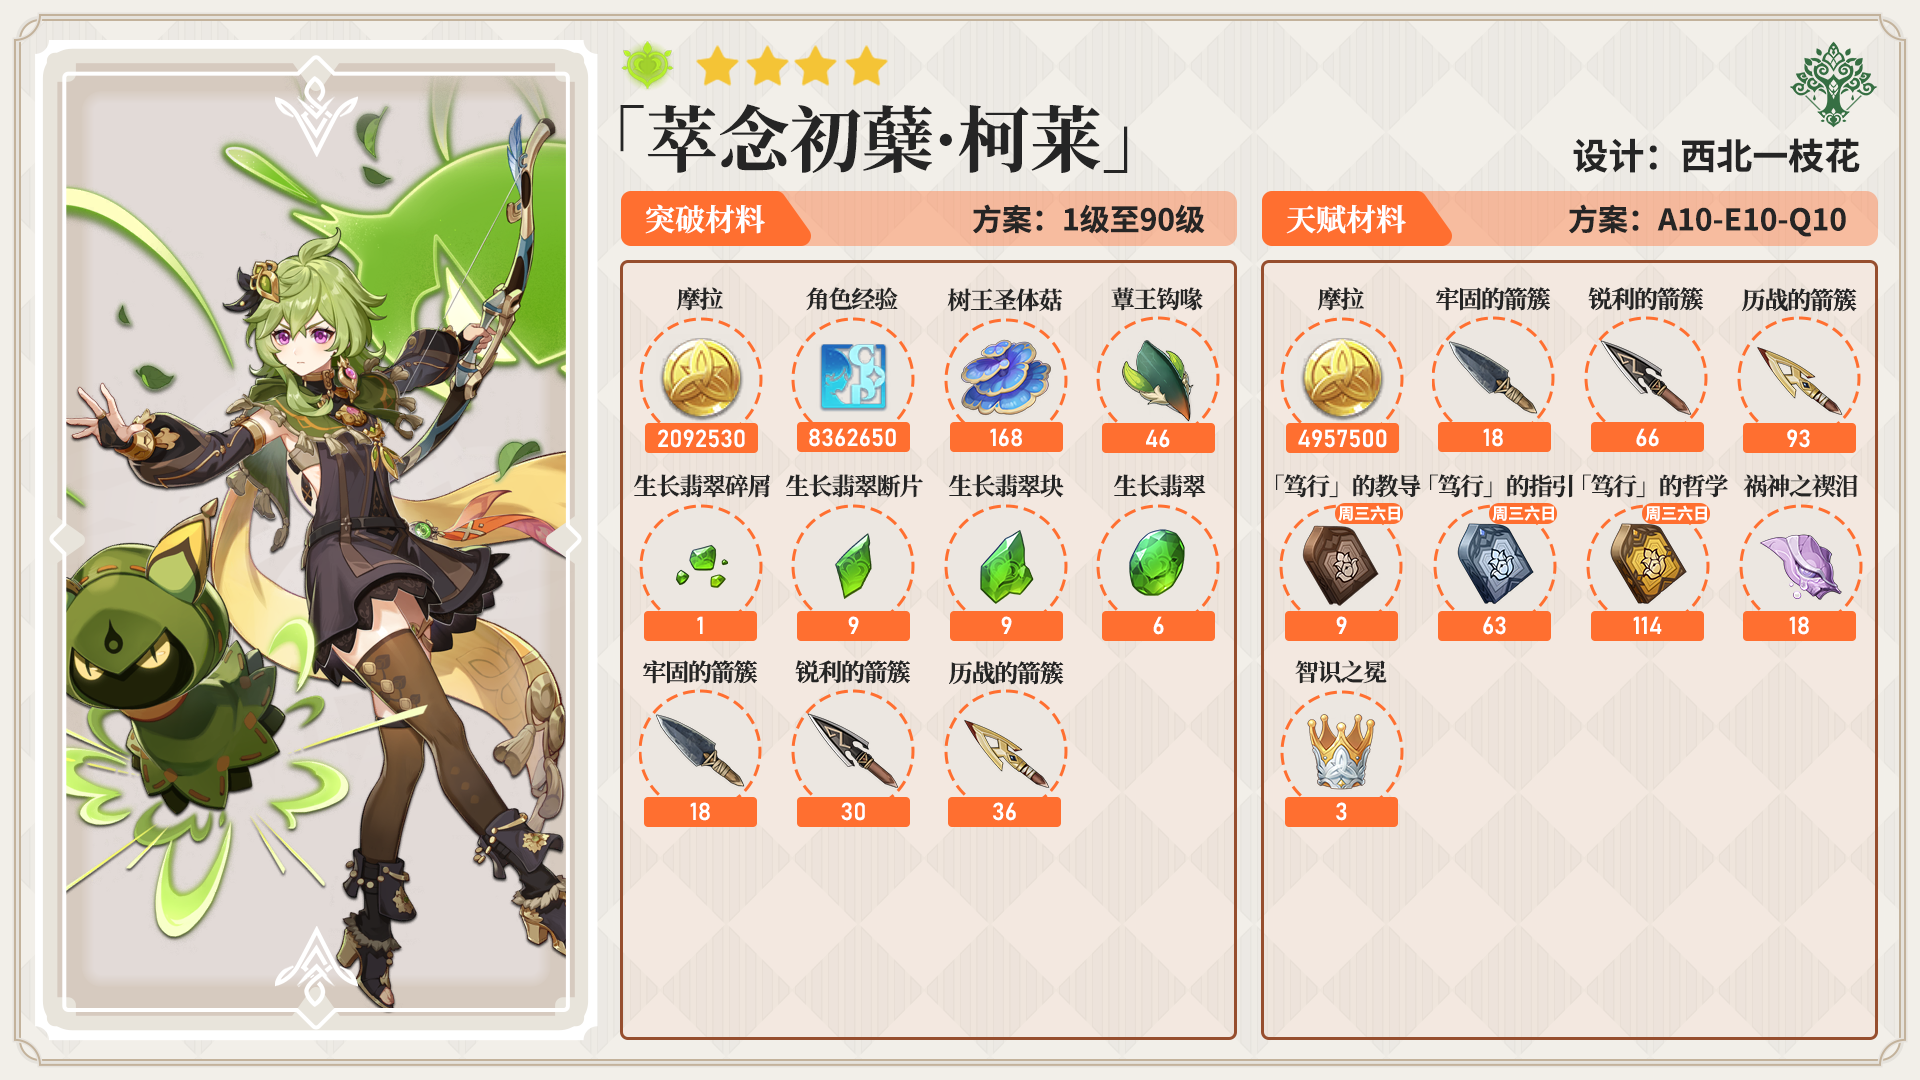 「萃念初蘖·柯莱」
设计：西北一枝花
突破材料
方案：1级至90级
摩拉
角色经验
树王圣体菇
蕈王钩喙
2092530
8362650
168
46
生长翡翠碎屑
生长翡翠断片
生长翡翠块
生长翡翠
1
9
9
6
牢固的箭簇
锐利的箭簇
历战的箭簇
18
30
36
天赋材料
方案：A10-E10-Q10
摩拉
牢固的箭簇
锐利的箭簇
历战的箭簇
4957500
18
66
93
「笃行」的教导
「笃行」的指引
「笃行」的哲学
祸神之禊泪
周三六日
周三六日
周三六日
9
63
114
18
智识之冕
3